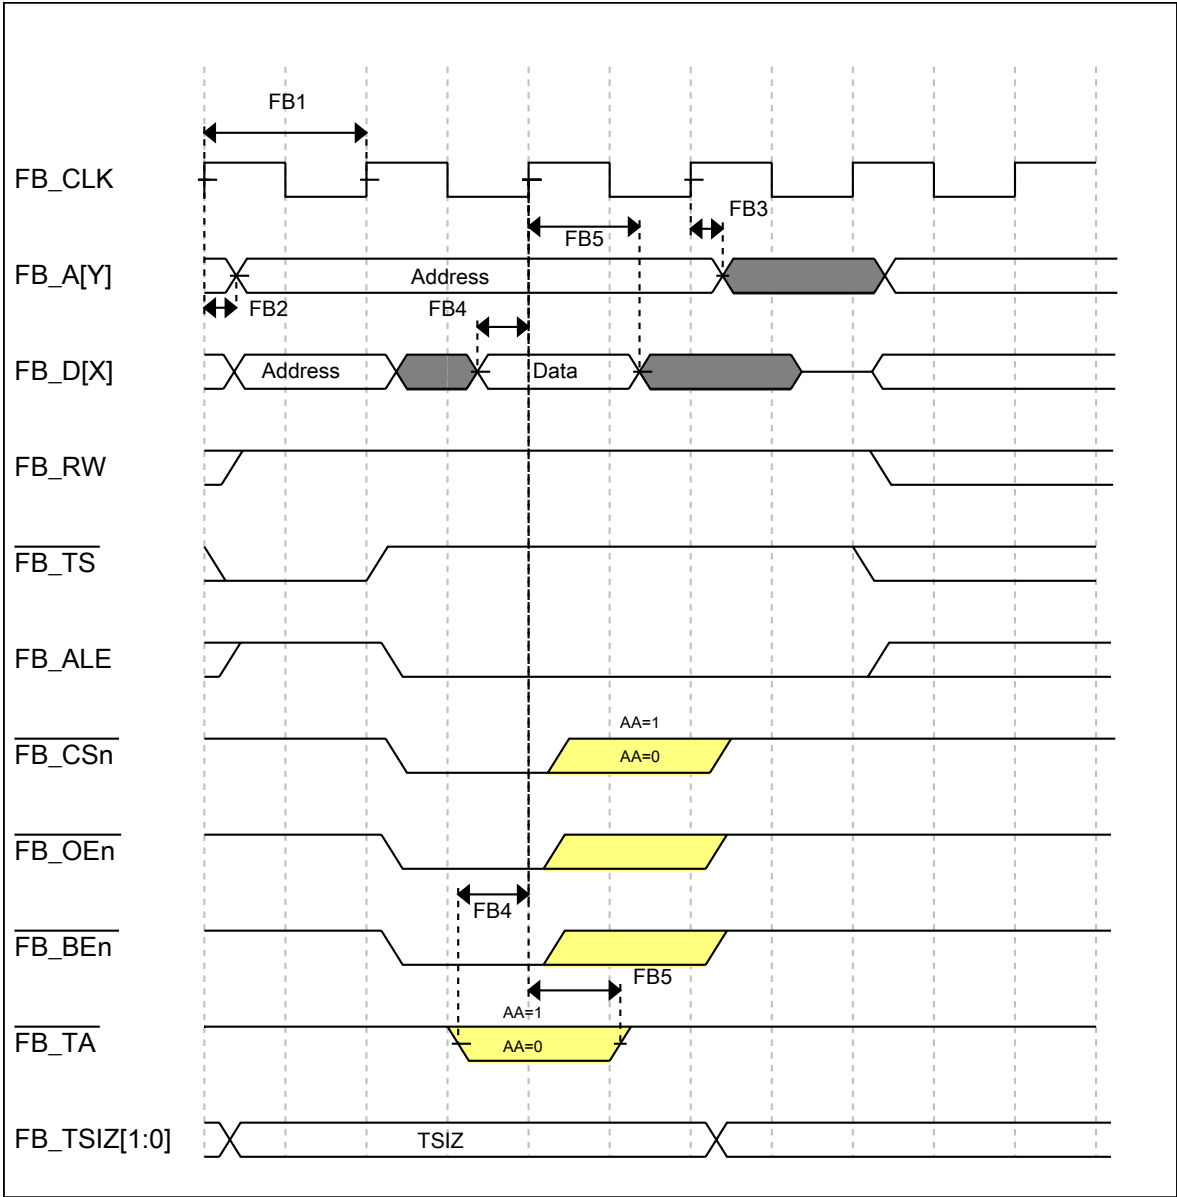 FB1
FB_CLK
FB3
FB5
FB_A[Y]
Address
FB2
FB4
FB_D[X]
Address
Data
FB_RW
FB_TS
FB_ALE
AA=1
FB_CSn
AA=0
FB_OEn
FB4
FB_BEn
FB5
AA=1
FB_TA
AA=0
FB_TSIZ[1:0]
TSIZ